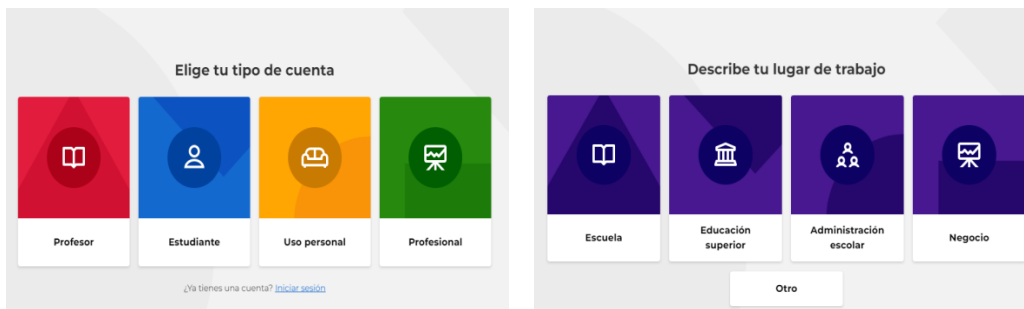 Elige tu tipo de cuenta
Profesor
Estudiante
Uso personal
Profesional
¿Ya tienes una cuenta? Iniciar sesión
Describe tu lugar de trabajo
Escuela
Educación
superior
Administración
escolar
Negocio
Otro